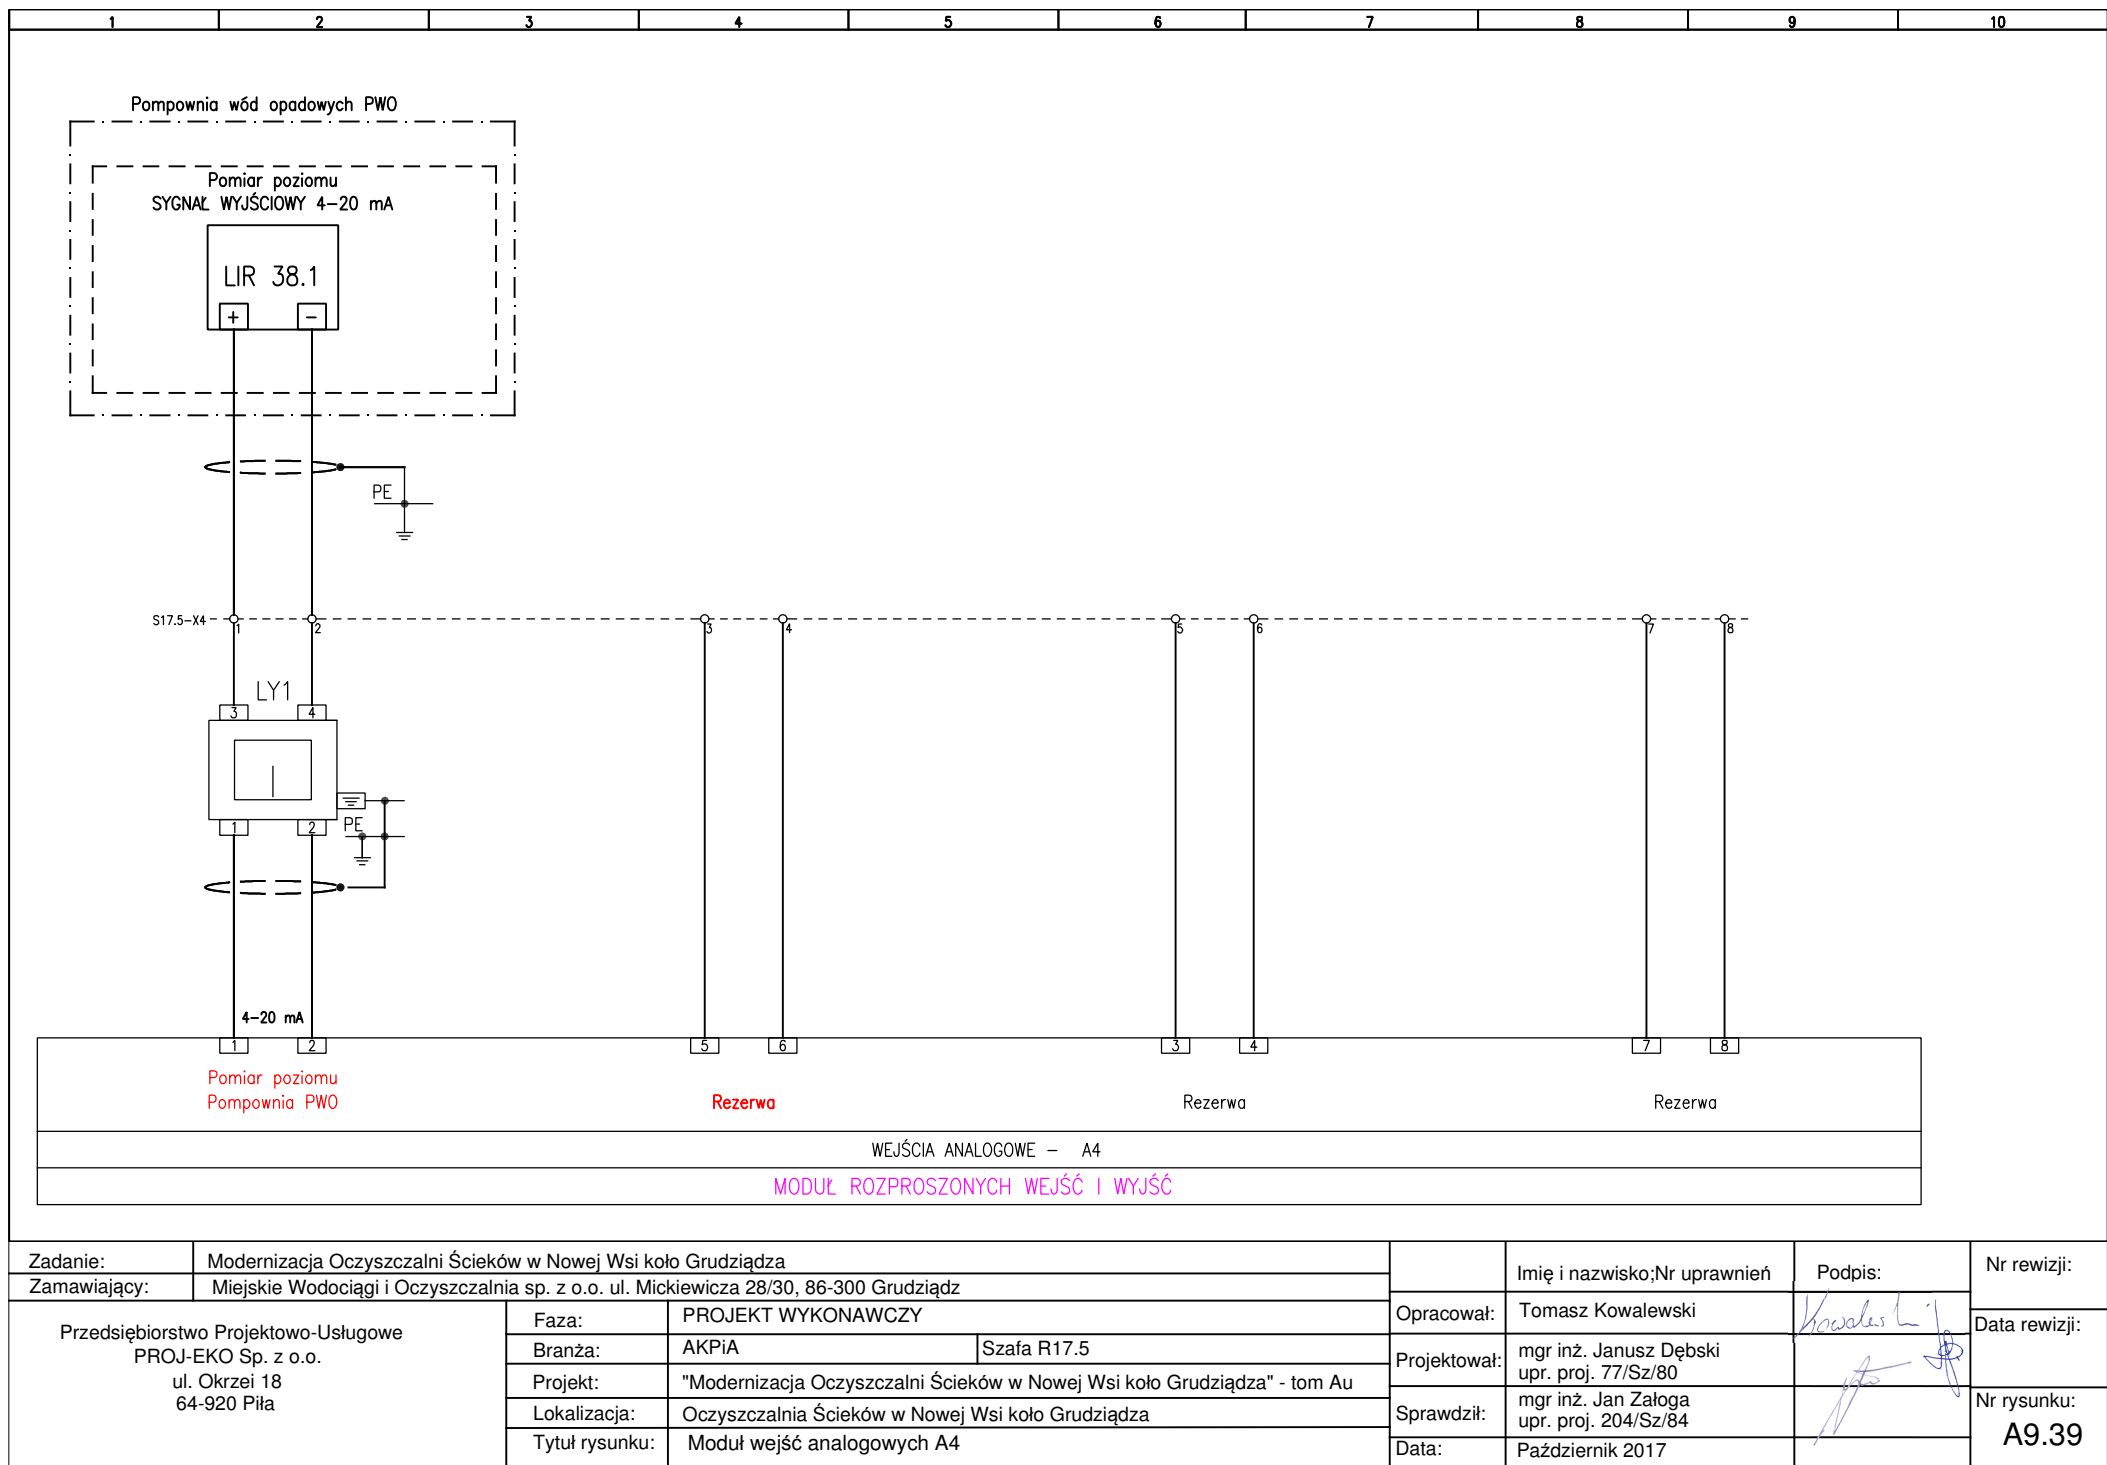 1 2 3 4 5 6 7 8 9 10
Pompownia wód opadowych PWO
Pomiar poziomu
SYGNAŁ WYJŚCIOWY 4-20 mA
LIR 38.1
+ -
PE
S17.5-X4 1 2 3 4 5 6 7 8
LY1
3 4
1 2
PE
4-20 mA
1 2 5 6 3 4 7 8
Pomiar poziomu
Pompownia PWO
Rezerwa
Rezerwa
Rezerwa
WEJŚCIA ANALOGOWE - A4
MODUŁ ROZPROSZONYCH WEJŚĆ I WYJŚĆ
Zadanie: Modernizacja Oczyszczalni Ścieków w Nowej Wsi koło Grudziądza
Zamawiający: Miejskie Wodociągi i Oczyszczalnia sp. z o.o. ul. Mickiewicza 28/30, 86-300 Grudziądz
Przedsiębiorstwo Projektowo-Usługowe
PROJ-EKO Sp. z o.o.
ul. Okrzei 18
64-920 Piła
Faza: PROJEKT WYKONAWCZY
Branża: AKPiA Szafa R17.5
Projekt: "Modernizacja Oczyszczalni Ścieków w Nowej Wsi koło Grudziądza" - tom Au
Lokalizacja: Oczyszczalnia Ścieków w Nowej Wsi koło Grudziądza
Tytuł rysunku: Moduł wejść analogowych A4
Imię i nazwisko;Nr uprawnień Podpis:
Opracował: Tomasz Kowalewski
Projektował: mgr inż. Janusz Dębski
upr. proj. 77/Sz/80
Sprawdził: mgr inż. Jan Załoga
upr. proj. 204/Sz/84
Data: Październik 2017
Nr rewizji:
Data rewizji:
Nr rysunku:
A9.39